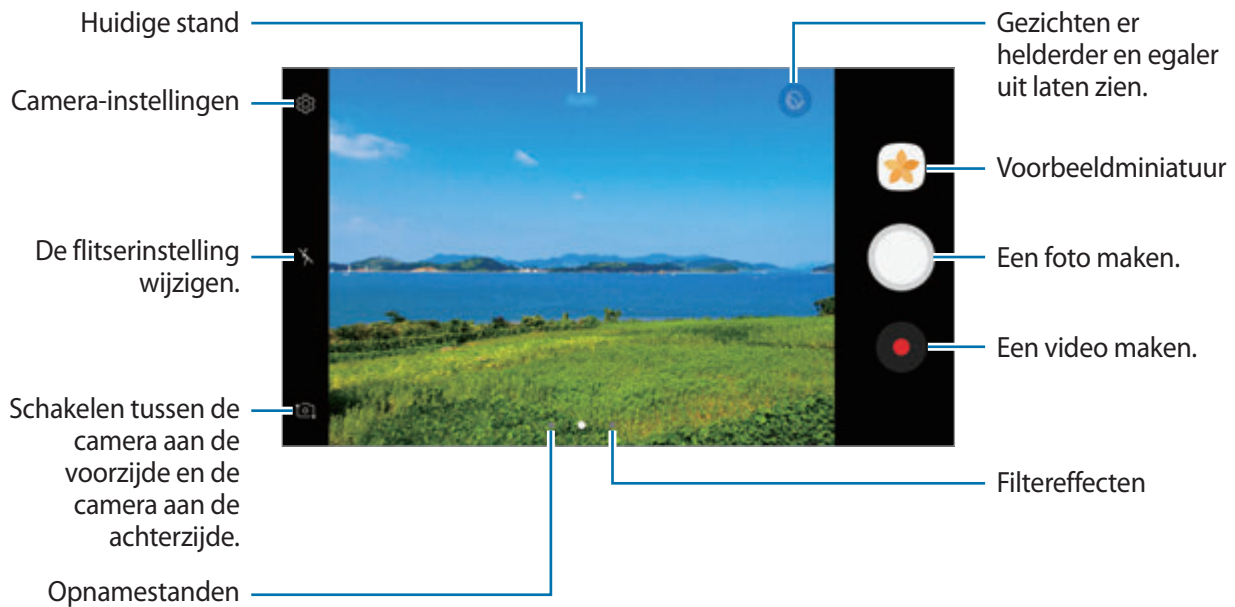 Huidige stand
Camera-instellingen
De flitserinstelling
wijzigen.
Schakelen tussen de
camera aan de
voorzijde en de
camera aan de
achterzijde.
Opnamestanden
Gezichten er
helderder en egaler
uit laten zien.
Voorbeeldminiatuur
Een foto maken.
Een video maken.
Filtereffecten